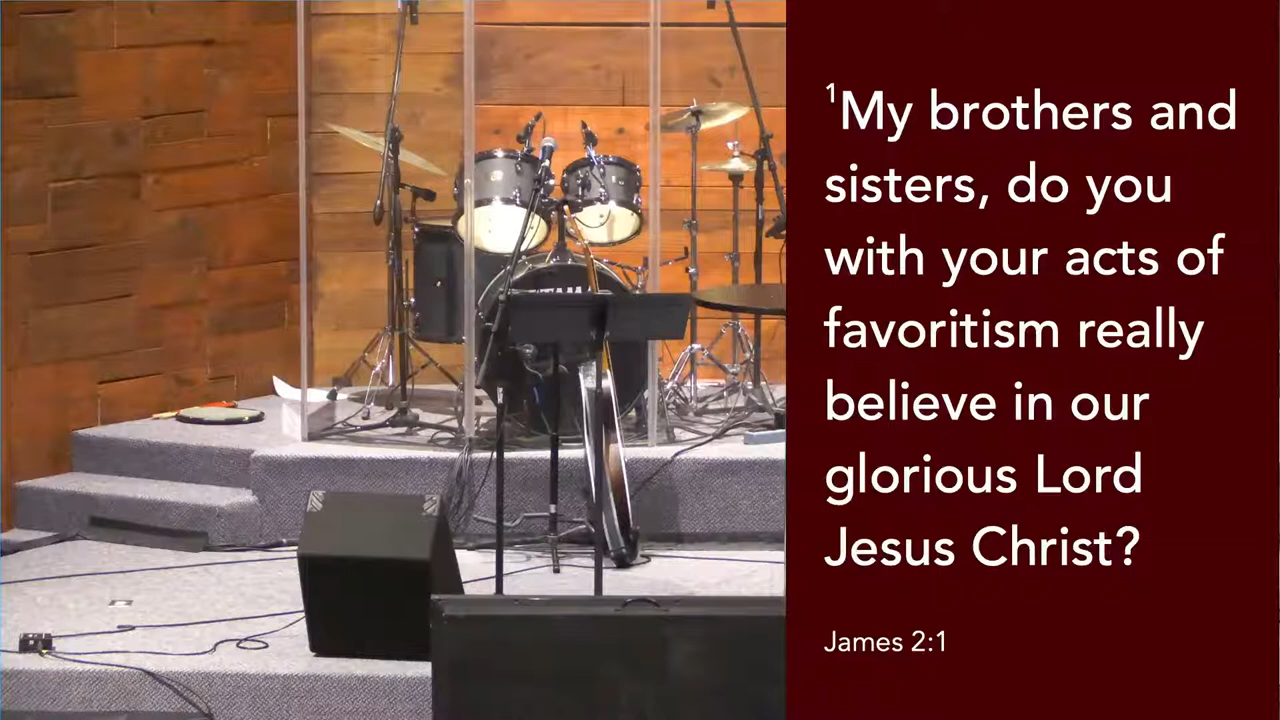 ¹My brothers and
sisters, do you
with your acts of
favoritism really
believe in our
glorious Lord
Jesus Christ?
James 2:1